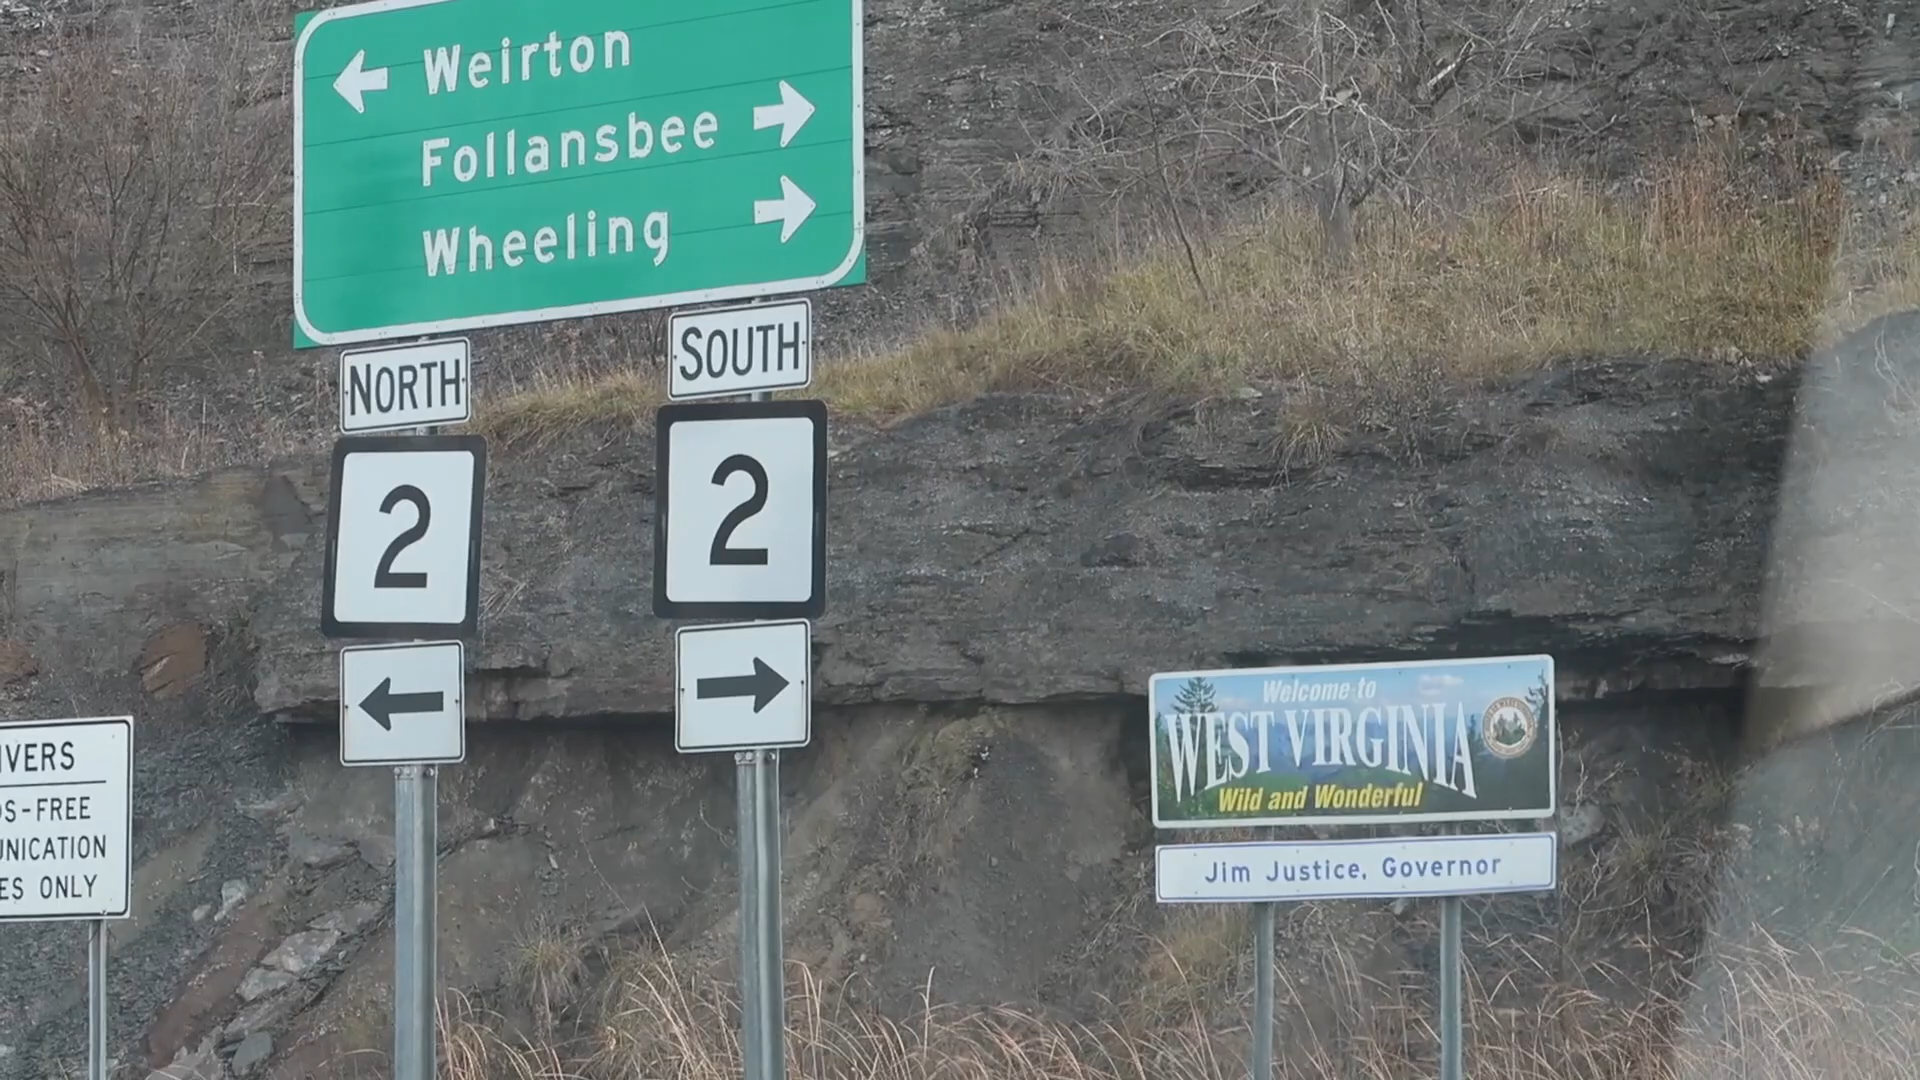 Weirton
Follansbee
Wheeling
NORTH
SOUTH
2
2
Welcome to
WEST VIRGINIA
Wild and Wonderful
Jim Justice, Governor
IVERS
DS-FREE
UNICATION
ES ONLY